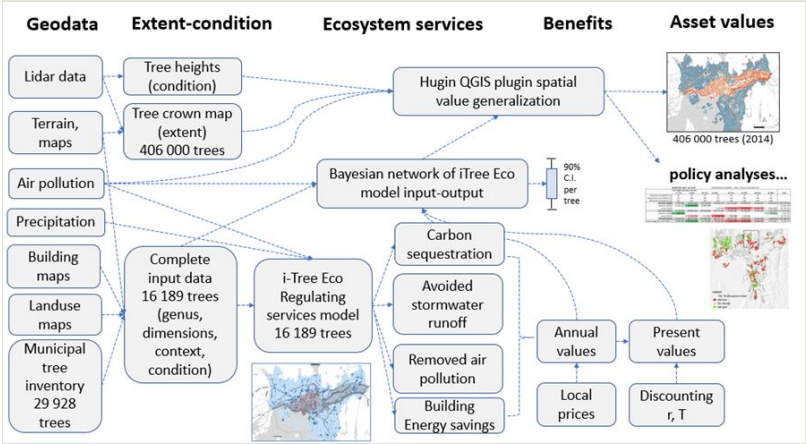 Geodata
Extent-condition
Ecosystem services
Benefits
Asset values
Lidar data
Terrain,
maps
Air pollution
Precipitation
Building
maps
Landuse
maps
Municipal
tree
inventory
29 928
trees
Tree heights
(condition)
Tree crown map
(extent)
406 000 trees
Complete
input data
16 189 trees
(genus,
dimensions,
context,
condition)
i-Tree Eco
Regulating
services model
16 189 trees
Hugin QGIS plugin spatial
value generalization
Bayesian network of iTree Eco
model input-output
90%
C.I.
per
tree
Carbon
sequestration
Avoided
stormwater
runoff
Removed air
pollution
Building
Energy savings
Annual
values
Local
prices
Present
values
Discounting
r, T
406 000 trees (2014)
policy analyses...